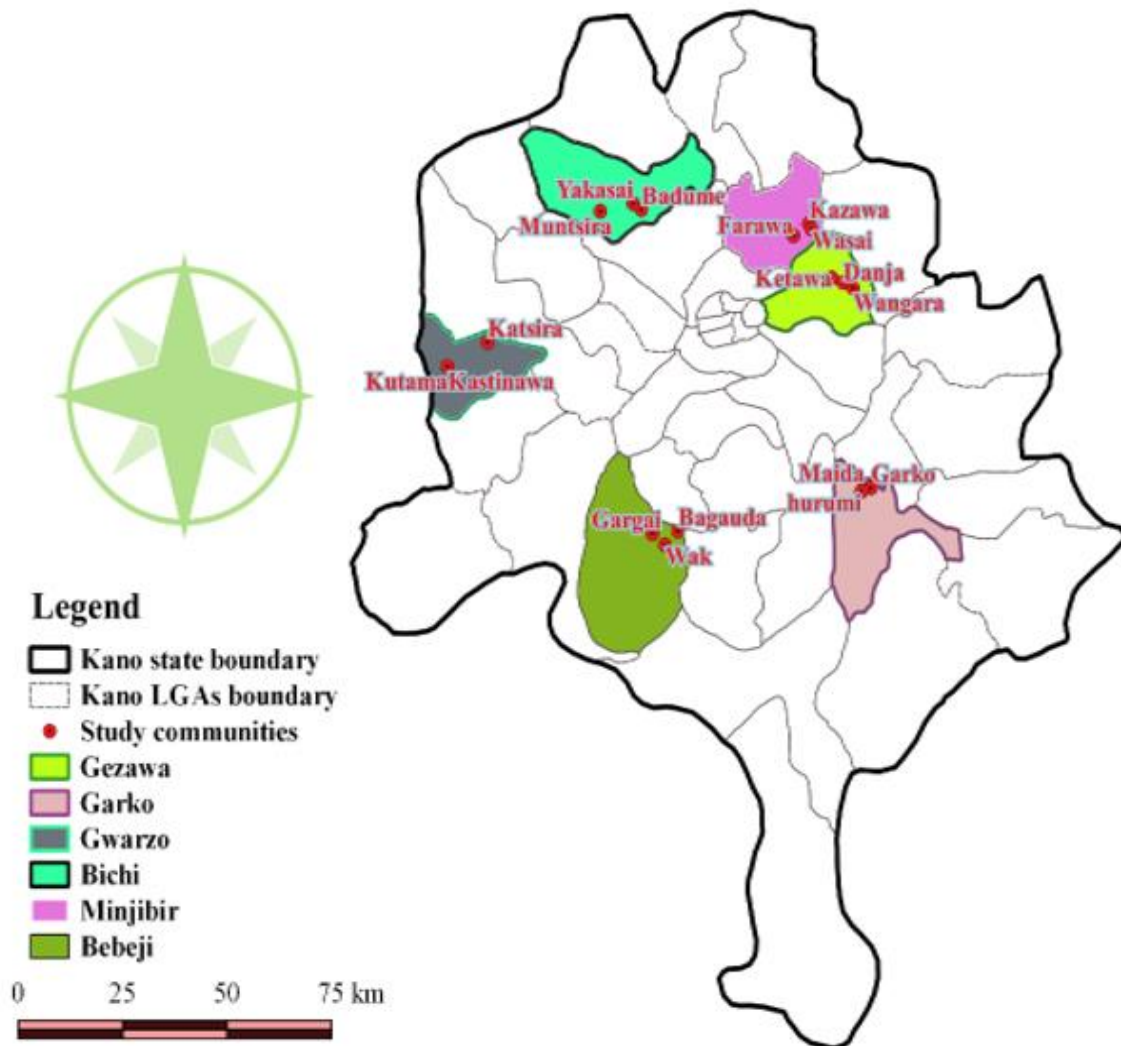 Yakasai Badume
Muntsira
Kazawa
Farawa
Wasai
Ketawa Danja
Wangara
Katsira
KutamaKastinawa
Maida Garko
hurumi
Gargai Bagauda
Wak
Legend
Kano state boundary
Kano LGAs boundary
Study communities
Gezawa
Garko
Gwarzo
Bichi
Minjibir
Bebeji
0 25 50 75 km